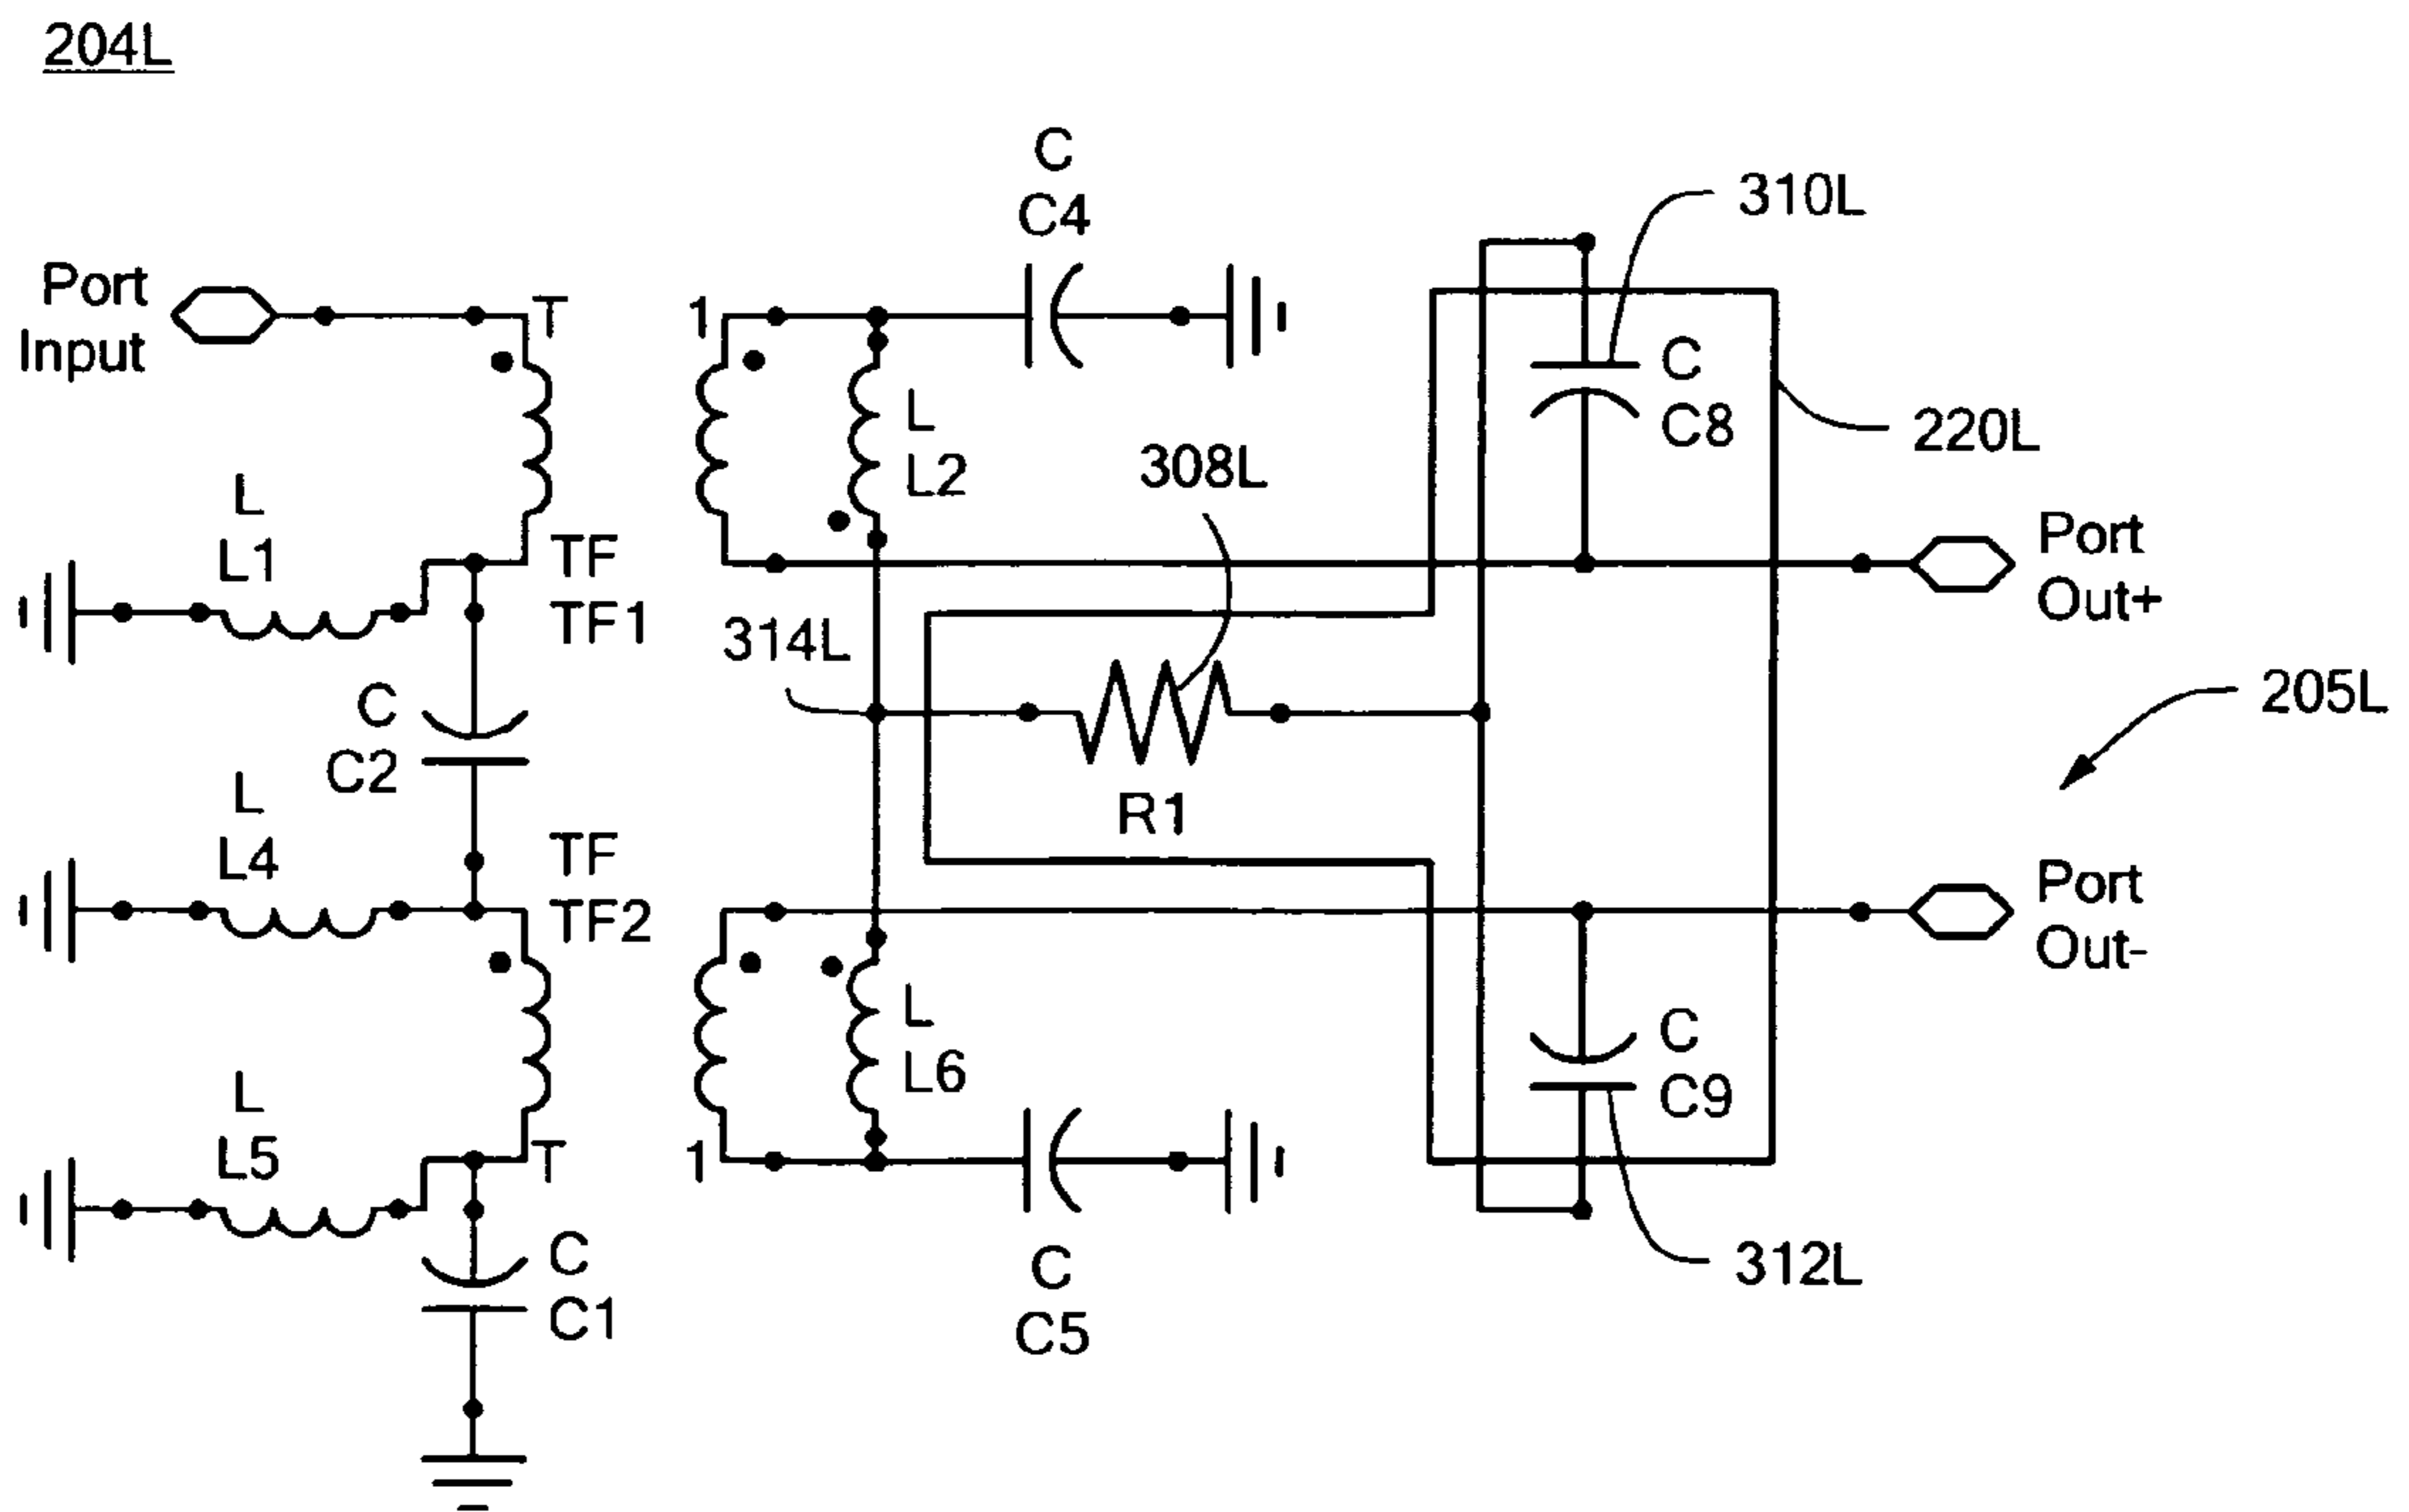 204L
C
C4
310L
Port
Input
T
1
C
C8
L
L2
220L
308L
L
L1
TF
TF1
Port
Out+
314L
205L
C
C2
R1
L
L4
TF
TF2
Port
Out-
L
L6
C
C9
L
L5
T
1
C
C1
C
C5
312L